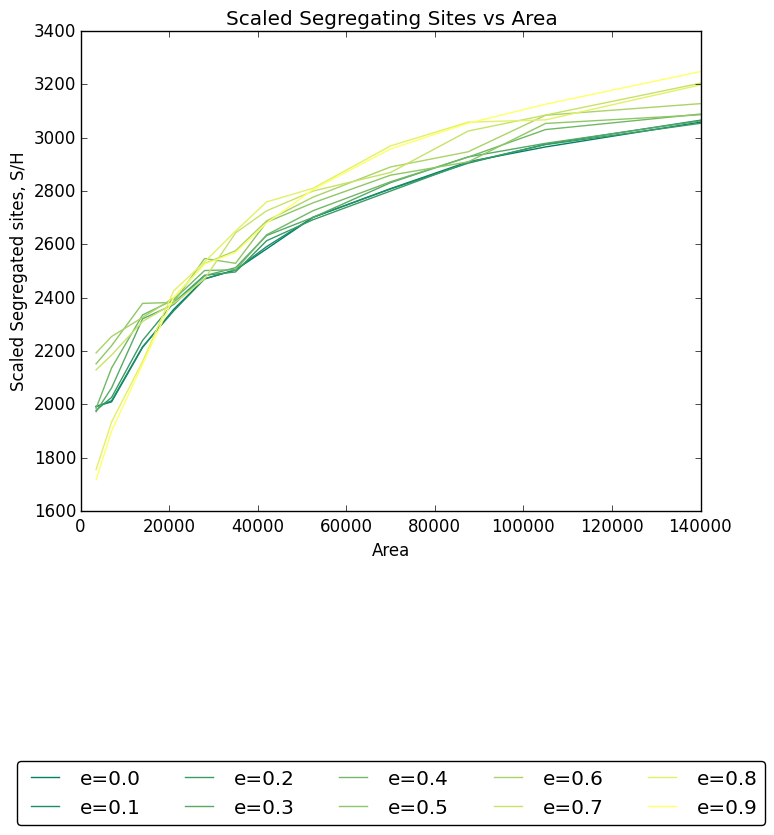 Scaled Segregating Sites vs Area
3400
3200
3000
2800
2600
2400
2200
2000
1800
1600
Scaled Segregated sites, S/H
0 20000 40000 60000 80000 100000 120000 140000
Area
e=0.0 e=0.2 e=0.4 e=0.6 e=0.8
e=0.1 e=0.3 e=0.5 e=0.7 e=0.9